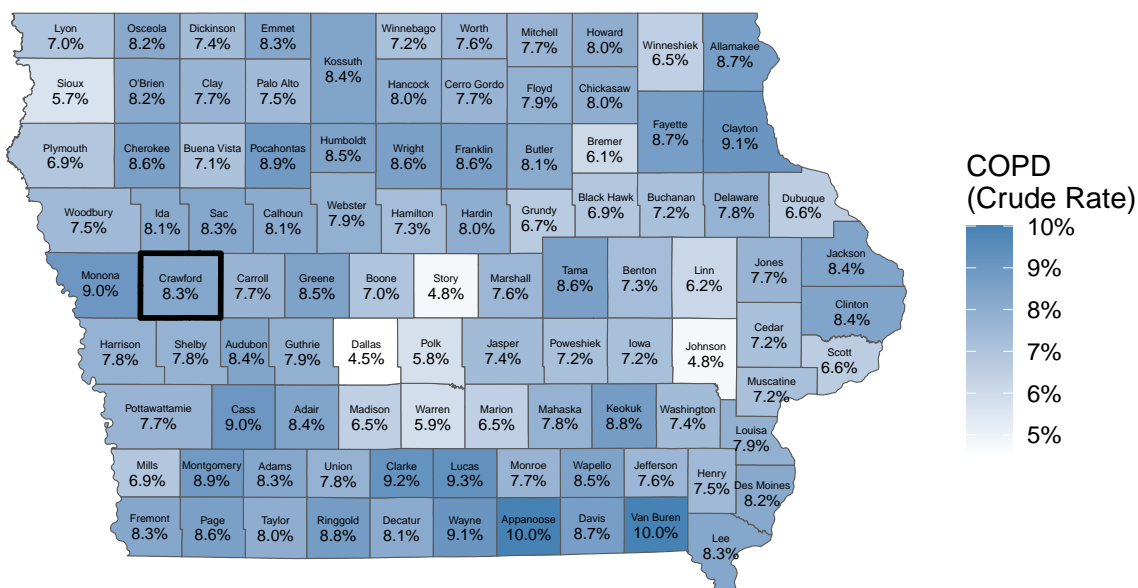 Lyon
7.0%
Osceola
8.2%
Dickinson
7.4%
Emmet
8.3%
Kossuth
8.4%
Winnebago
7.2%
Worth
7.6%
Mitchell
7.7%
Howard
8.0%
Winneshiek
6.5%
Allamakee
8.7%
Sioux
5.7%
O'Brien
8.2%
Clay
7.7%
Palo Alto
7.5%
Hancock
8.0%
Cerro Gordo
7.7%
Floyd
7.9%
Chickasaw
8.0%
Fayette
8.7%
Clayton
9.1%
Plymouth
6.9%
Cherokee
8.6%
Buena Vista
7.1%
Pocahontas
8.9%
Humboldt
8.5%
Wright
8.6%
Franklin
8.6%
Butler
8.1%
Bremer
6.1%
Woodbury
7.5%
Ida
8.1%
Sac
8.3%
Calhoun
8.1%
Webster
7.9%
Hamilton
7.3%
Hardin
8.0%
Grundy
6.7%
Black Hawk
6.9%
Buchanan
7.2%
Delaware
7.8%
Dubuque
6.6%
Monona
9.0%
Crawford
8.3%
Carroll
7.7%
Greene
8.5%
Boone
7.0%
Story
4.8%
Marshall
7.6%
Tama
8.6%
Benton
7.3%
Linn
6.2%
Jones
7.7%
Jackson
8.4%
Clinton
8.4%
Harrison
7.8%
Shelby
7.8%
Audubon
8.4%
Guthrie
7.9%
Dallas
4.5%
Polk
5.8%
Jasper
7.4%
Poweshiek
7.2%
Iowa
7.2%
Johnson
4.8%
Cedar
7.2%
Scott
6.6%
Muscatine
7.2%
Pottawattamie
7.7%
Cass
9.0%
Adair
8.4%
Madison
6.5%
Warren
5.9%
Marion
6.5%
Mahaska
7.8%
Keokuk
8.8%
Washington
7.4%
Louisa
7.9%
Mills
6.9%
Montgomery
8.9%
Adams
8.3%
Union
7.8%
Clarke
9.2%
Lucas
9.3%
Monroe
7.7%
Wapello
8.5%
Jefferson
7.6%
Henry
7.5%
Des Moines
8.2%
Fremont
8.3%
Page
8.6%
Taylor
8.0%
Ringgold
8.8%
Decatur
8.1%
Wayne
9.1%
Appanoose
10.0%
Davis
8.7%
Van Buren
10.0%
Lee
8.3%
COPD
(Crude Rate)
10%
9%
8%
7%
6%
5%